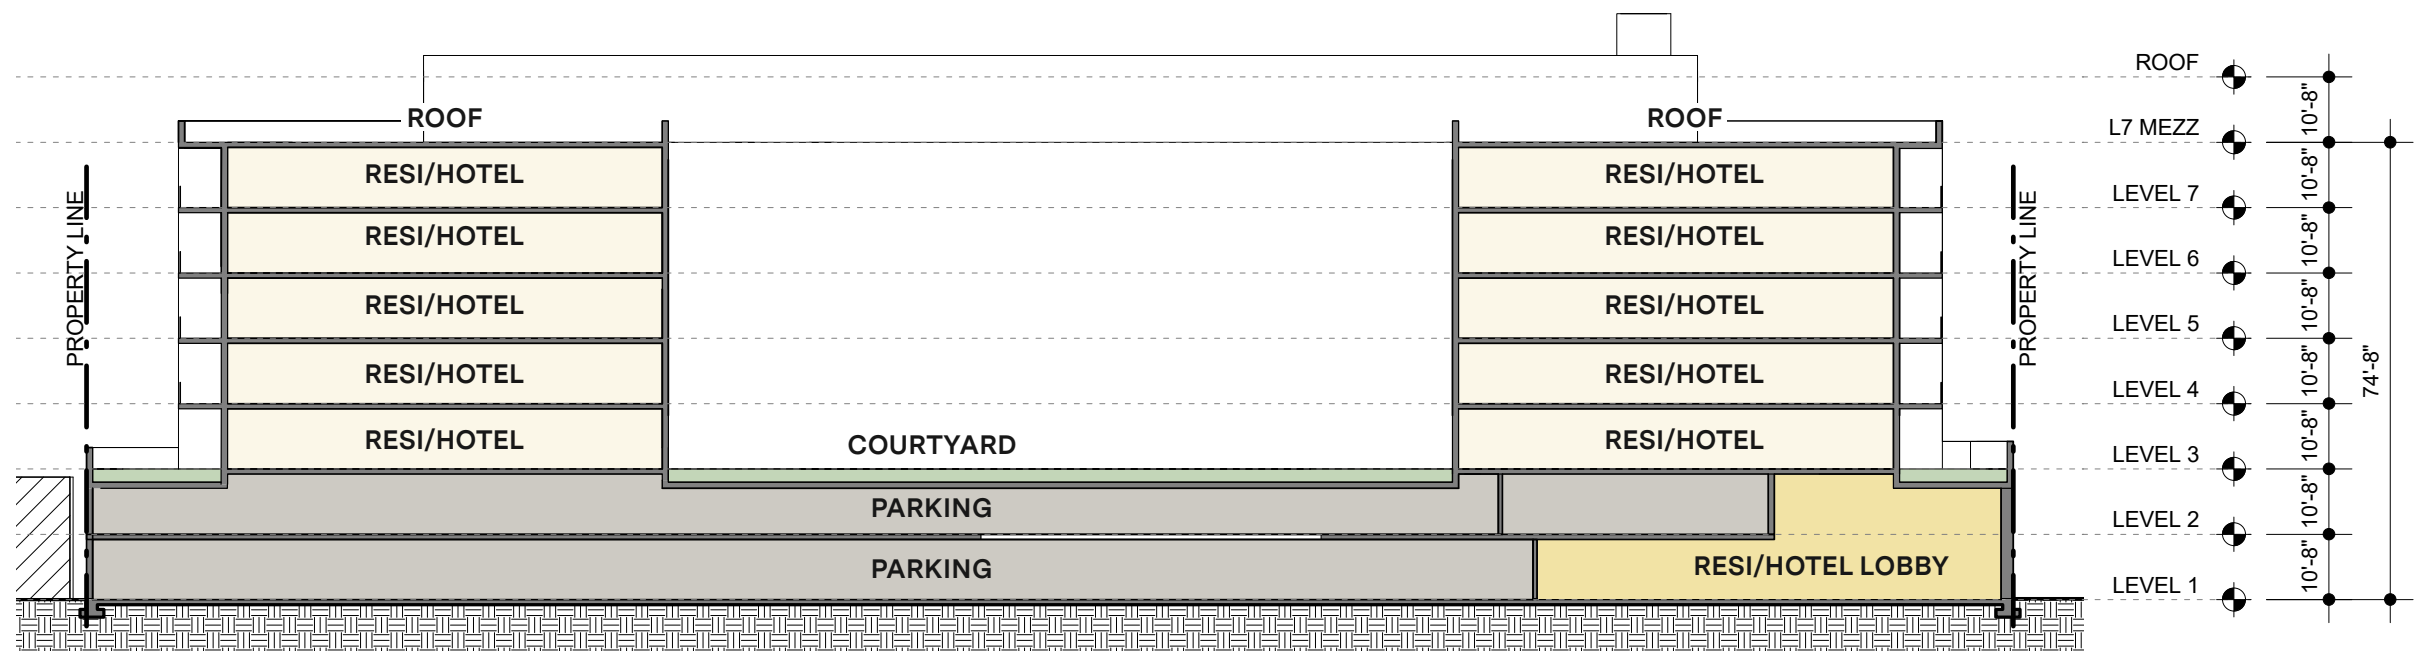 ROOF
10'-8"
ROOF
ROOF
L7 MEZZ
10'-8"
RESI/HOTEL
RESI/HOTEL
LEVEL 7
PROPERTY LINE
PROPERTY LINE
10'-8"
RESI/HOTEL
RESI/HOTEL
LEVEL 6
10'-8"
RESI/HOTEL
RESI/HOTEL
LEVEL 5
10'-8"
74'-8"
RESI/HOTEL
RESI/HOTEL
LEVEL 4
10'-8"
RESI/HOTEL
COURTYARD
RESI/HOTEL
LEVEL 3
10'-8"
PARKING
LEVEL 2
10'-8"
PARKING
RESI/HOTEL LOBBY
LEVEL 1